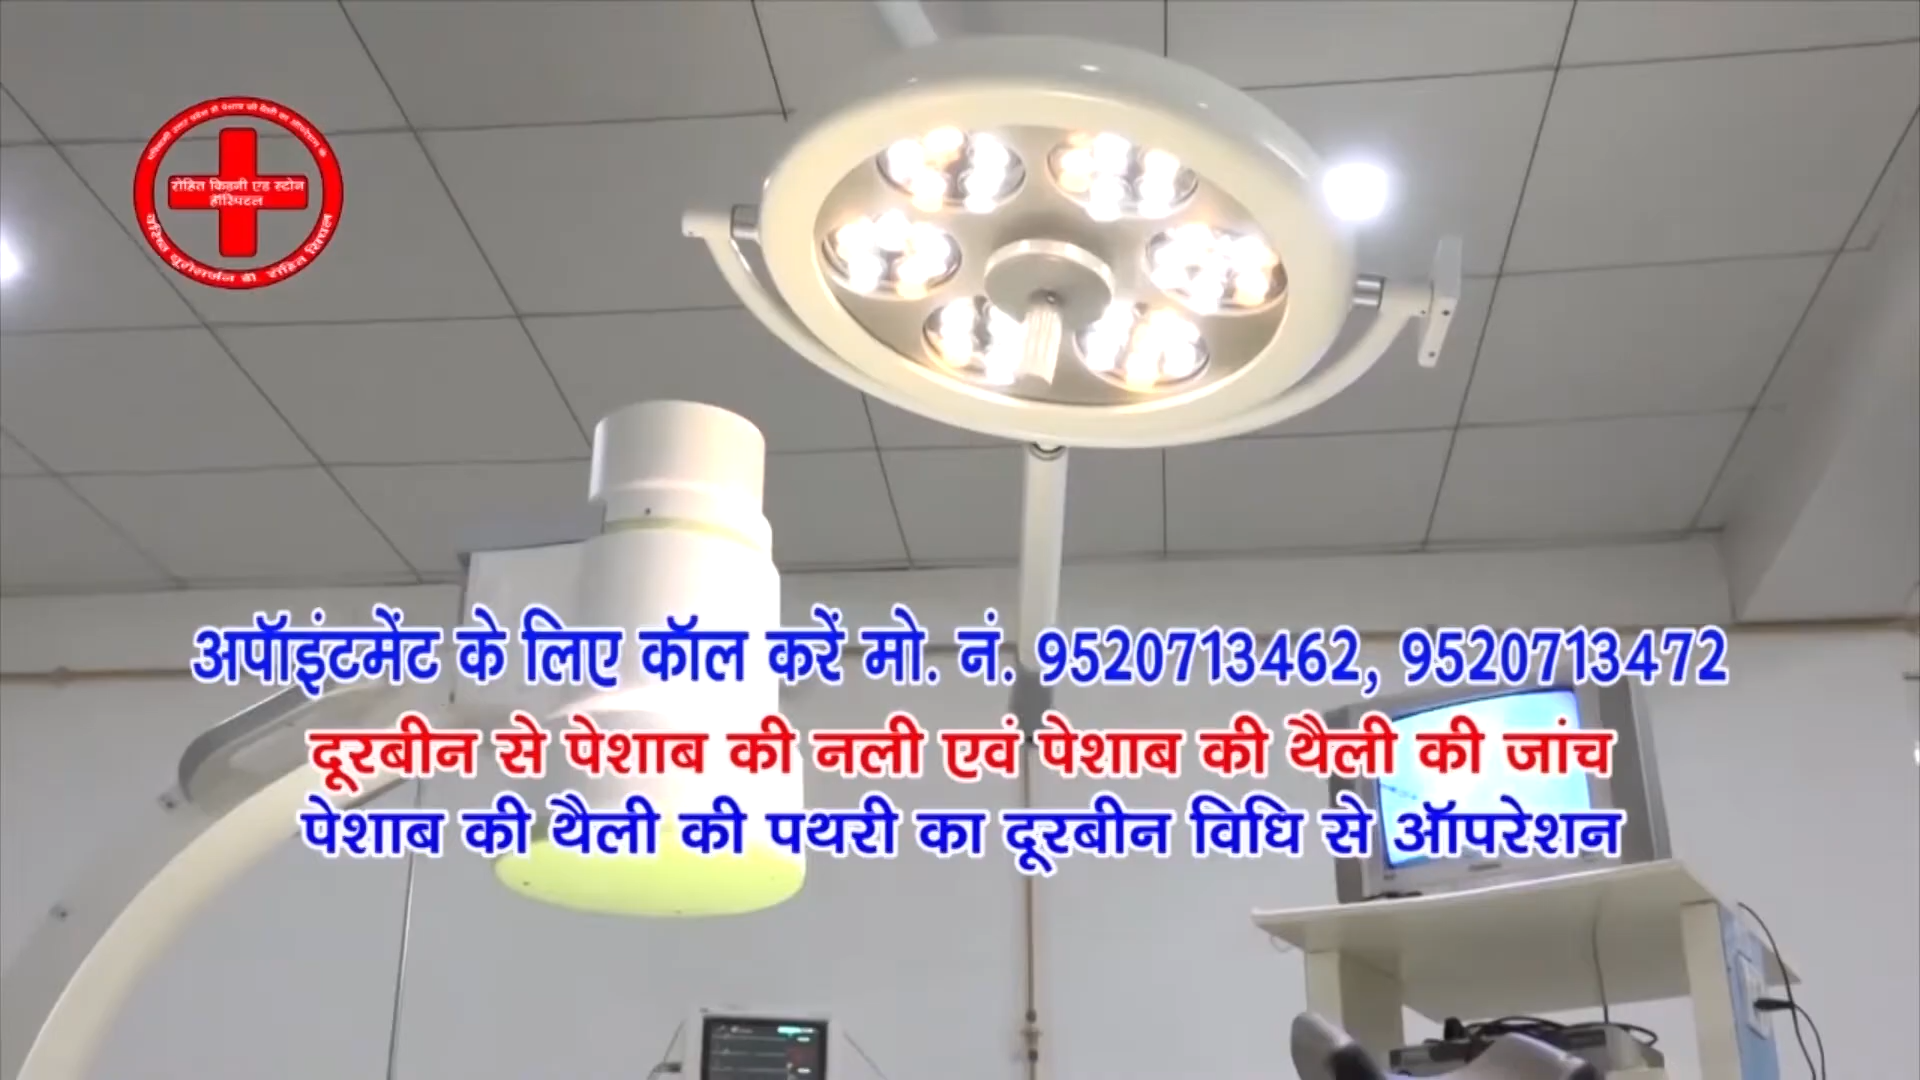 रोहित किडनी एंड स्टोन
हॉस्पिटल
अपॉइंटमेंट के लिए कॉल करें मो. नं. 9520713462, 9520713472
दूरबीन से पेशाब की नली एवं पेशाब की थैली की जांच
पेशाब की थैली की पथरी का दूरबीन विधि से ऑपरेशन